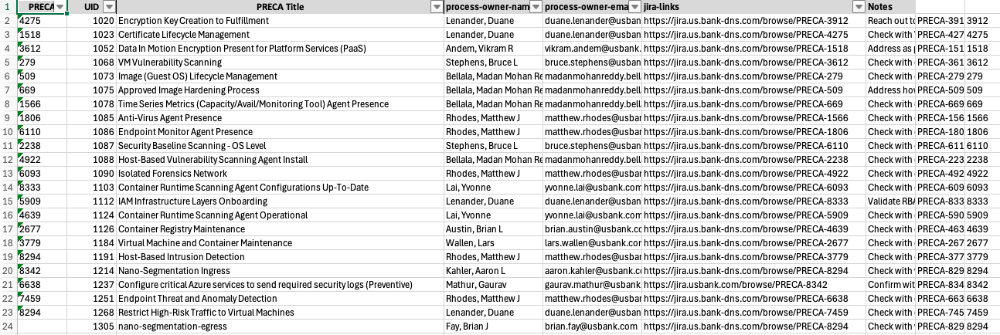 1 PRECA UID PRECA Title process-owner-nam process-owner-ema jira-links Notes
2 4275 1020 Encryption Key Creation to Fulfillment Lenander, Duane duane.lenander@usban https://jira.us.bank-dns.com/browse/PRECA-3912 Reach out to PRECA-391 3912
3 1518 1023 Certificate Lifecycle Management Lenander, Duane duane.lenander@usban https://jira.us.bank-dns.com/browse/PRECA-4275 Check with PRECA-427 4275
4 3612 1052 Data In Motion Encryption Present for Platform Services (PaaS) Andem, Vikram R vikram.andem@usbank. https://jira.us.bank-dns.com/browse/PRECA-1518 Address as PRECA-151 1518
5 279 1068 VM Vulnerability Scanning Stephens, Bruce L bruce.stephens@usban https://jira.us.bank-dns.com/browse/PRECA-3612 Check with PRECA-361 3612
6 509 1073 Image (Guest OS) Lifecycle Management Bellala, Madan Mohan Re madanmohanreddy.bell https://jira.us.bank-dns.com/browse/PRECA-279 Check with PRECA-279 279
7 669 1075 Approved Image Hardening Process Bellala, Madan Mohan Re madanmohanreddy.bell https://jira.us.bank-dns.com/browse/PRECA-509 Address how PRECA-509 509
8 1566 1078 Time Series Metrics (Capacity/Avail/Monitoring Tool) Agent Presence Bellala, Madan Mohan Re madanmohanreddy.bell https://jira.us.bank-dns.com/browse/PRECA-669 Check with PRECA-669 669
9 1806 1085 Anti-Virus Agent Presence Rhodes, Matthew J matthew.rhodes@usbar https://jira.us.bank-dns.com/browse/PRECA-1566 Check with PRECA-156 1566
10 6110 1086 Endpoint Monitor Agent Presence Rhodes, Matthew J matthew.rhodes@usbar https://jira.us.bank-dns.com/browse/PRECA-1806 Check with PRECA-180 1806
11 2238 1087 Security Baseline Scanning - OS Level Stephens, Bruce L bruce.stephens@usban https://jira.us.bank-dns.com/browse/PRECA-6110 Check with PRECA-611 6110
12 4922 1088 Host-Based Vulnerability Scanning Agent Install Bellala, Madan Mohan Re madanmohanreddy.bell https://jira.us.bank-dns.com/browse/PRECA-2238 Check with PRECA-223 2238
13 6093 1090 Isolated Forensics Network Rhodes, Matthew J matthew.rhodes@usbar https://jira.us.bank-dns.com/browse/PRECA-4922 Check with PRECA-492 4922
14 8333 1103 Container Runtime Scanning Agent Configurations Up-To-Date Lai, Yvonne yvonne.lai@usbank.com https://jira.us.bank-dns.com/browse/PRECA-6093 Check with PRECA-609 6093
15 5909 1112 IAM Infrastructure Layers Onboarding Lenander, Duane duane.lenander@usban https://jira.us.bank-dns.com/browse/PRECA-8333 Validate RBA PRECA-833 8333
16 4639 1124 Container Runtime Scanning Agent Operational Lai, Yvonne yvonne.lai@usbank.com https://jira.us.bank-dns.com/browse/PRECA-5909 Check with PRECA-590 5909
17 2677 1126 Container Registry Maintenance Austin, Brian L brian.austin@usbank.co https://jira.us.bank-dns.com/browse/PRECA-4639 Check with PRECA-463 4639
18 3779 1184 Virtual Machine and Container Maintenance Wallen, Lars lars.wallen@usbank.com https://jira.us.bank-dns.com/browse/PRECA-2677 Check with PRECA-267 2677
19 8294 1191 Host-Based Intrusion Detection Rhodes, Matthew J matthew.rhodes@usbar https://jira.us.bank-dns.com/browse/PRECA-3779 Check with PRECA-377 3779
20 8342 1214 Nano-Segmentation Ingress Kahler, Aaron L aaron.kahler@usbank.c https://jira.us.bank-dns.com/browse/PRECA-8294 Check with PRECA-829 8294
21 6638 1237 Configure critical Azure services to send required security logs (Preventive) Mathur, Gaurav gaurav.mathur@usbank https://jira.usbank.com/browse/PRECA-8342 Confirm wit PRECA-834 8342
22 7459 1251 Endpoint Threat and Anomaly Detection Rhodes, Matthew J matthew.rhodes@usbar https://jira.us.bank-dns.com/browse/PRECA-6638 Check with PRECA-663 6638
23 8294 1268 Restrict High-Risk Traffic to Virtual Machines Lenander, Duane duane.lenander@usban https://jira.us.bank-dns.com/browse/PRECA-7459 Check with PRECA-745 7459
24 1305 nano-segmentation-egress Fay, Brian J brian.fay@usbank.com https://jira.us.bank-dns.com/browse/PRECA-8294 Check with PRECA-829 8294